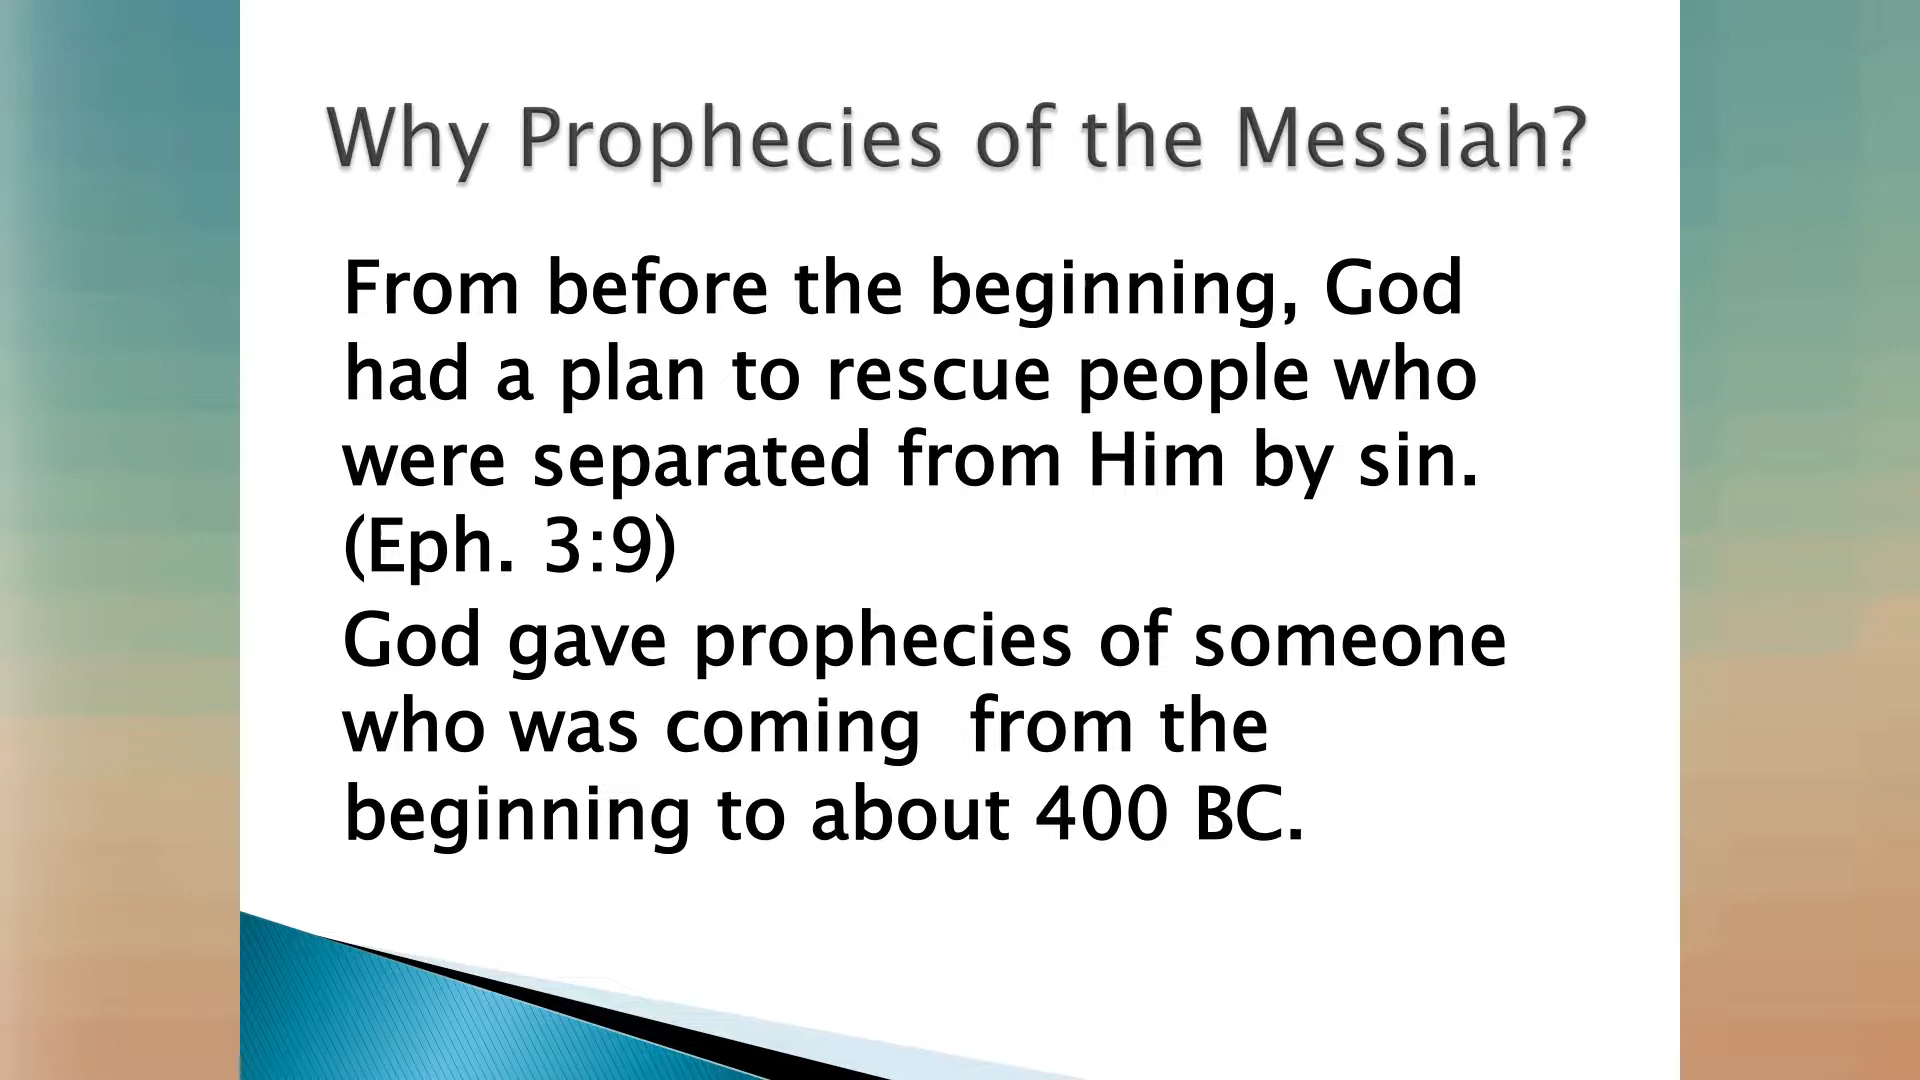 Why Prophecies of the Messiah?
From before the beginning, God
had a plan to rescue people who
were separated from Him by sin.
(Eph. 3:9)
God gave prophecies of someone
who was coming  from the
beginning to about 400 BC.